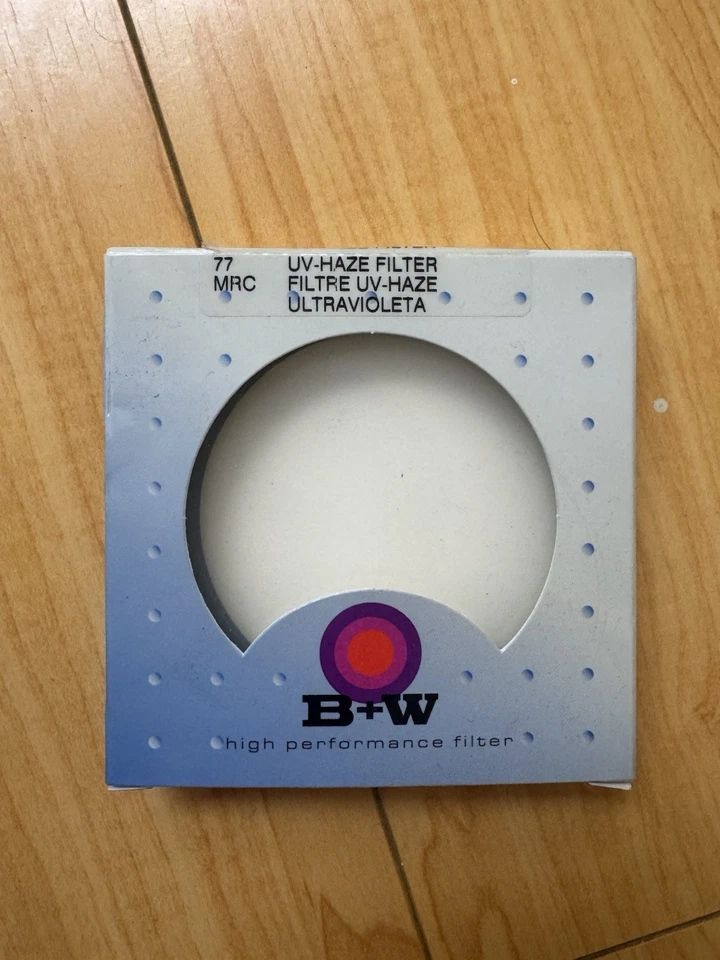 77 UV-HAZE FILTER
MRC FILTRE UV-HAZE
ULTRAVIOLETA
B+W
high performance filter